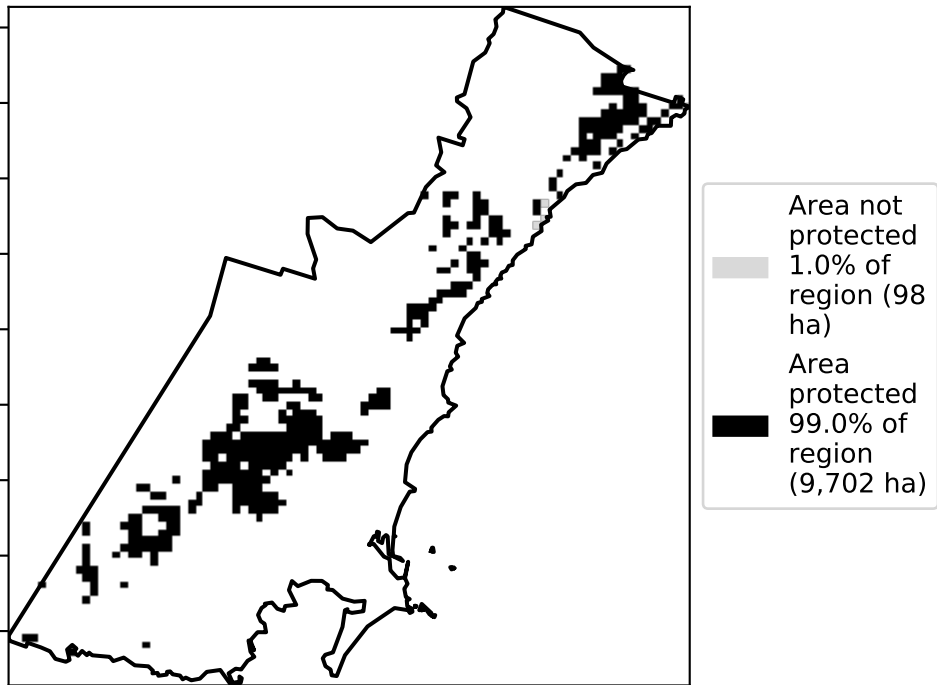 Area not
protected
1.0% of
region (98
ha)
Area
protected
99.0% of
region
(9,702 ha)